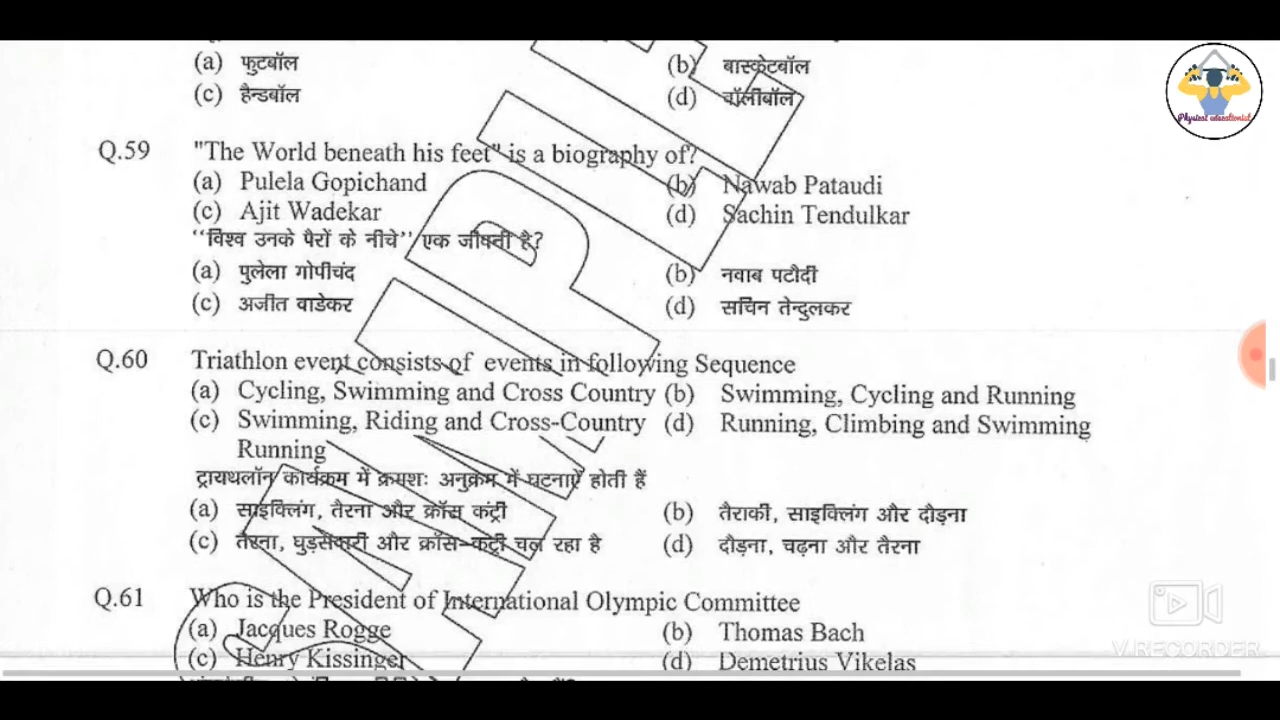 (a) फुटबॉल (b) बास्केटबॉल
(c) हैन्डबॉल (d) वॉलीबॉल
Physical educationist
Q.59 "The World beneath his feet" is a biography of?
(a) Pulela Gopichand (b) Nawab Pataudi
(c) Ajit Wadekar (d) Sachin Tendulkar
"विश्व उनके पैरों के नीचे" एक जीवनी है?
(a) पुलेला गोपीचंद (b) नवाब पटौदी
(c) अजीत वाडेकर (d) सचिन तेन्दुलकर
Q.60 Triathlon event consists of events in following Sequence
(a) Cycling, Swimming and Cross Country (b) Swimming, Cycling and Running
(c) Swimming, Riding and Cross-Country (d) Running, Climbing and Swimming
Running
ट्रायथलॉन कार्यक्रम में क्रमशः अनुक्रम में घटनाऐं होती हैं
(a) साइक्लिंग, तैरना और क्रॉस कंट्री (b) तैराकी, साइक्लिंग और दौड़ना
(c) तैरना, घुड़सवारी और क्रॉस-कंट्री चल रहा है (d) दौड़ना, चढ़ना और तैरना
Q.61 Who is the President of International Olympic Committee
(a) Jacques Rogge (b) Thomas Bach
(c) Henry Kissinger (d) Demetrius Vikelas
V RECORDER